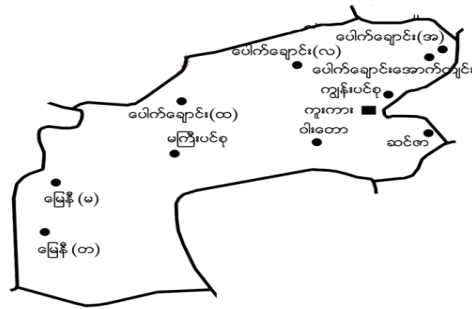 ပေါက်ချောင်း(အ)
ပေါက်ချောင်း(လ)
ပေါက်ချောင်းအောက်တျင်း
ကျွန်းပင်စု
ပေါက်ချောင်း(ထ)
ကူးကား
မကြီးပင်စု
ဝါးတော
ဆင်ဇာ
မြေနီ (မ)
မြေနီ (တ)